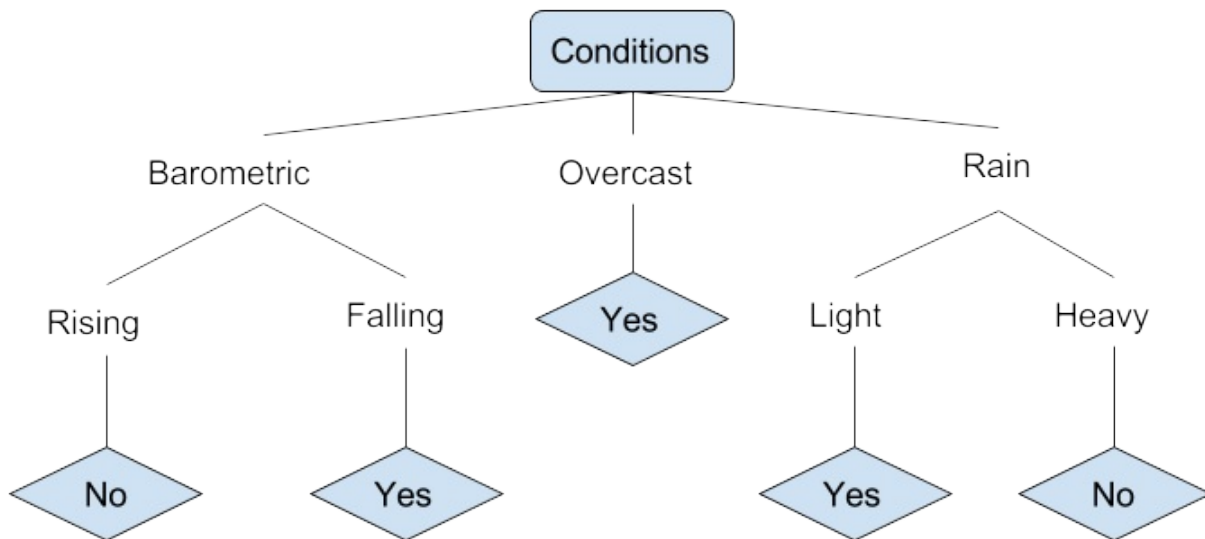 Conditions
Barometric
Overcast
Rain
Rising
Falling
Yes
Light
Heavy
No
Yes
Yes
No